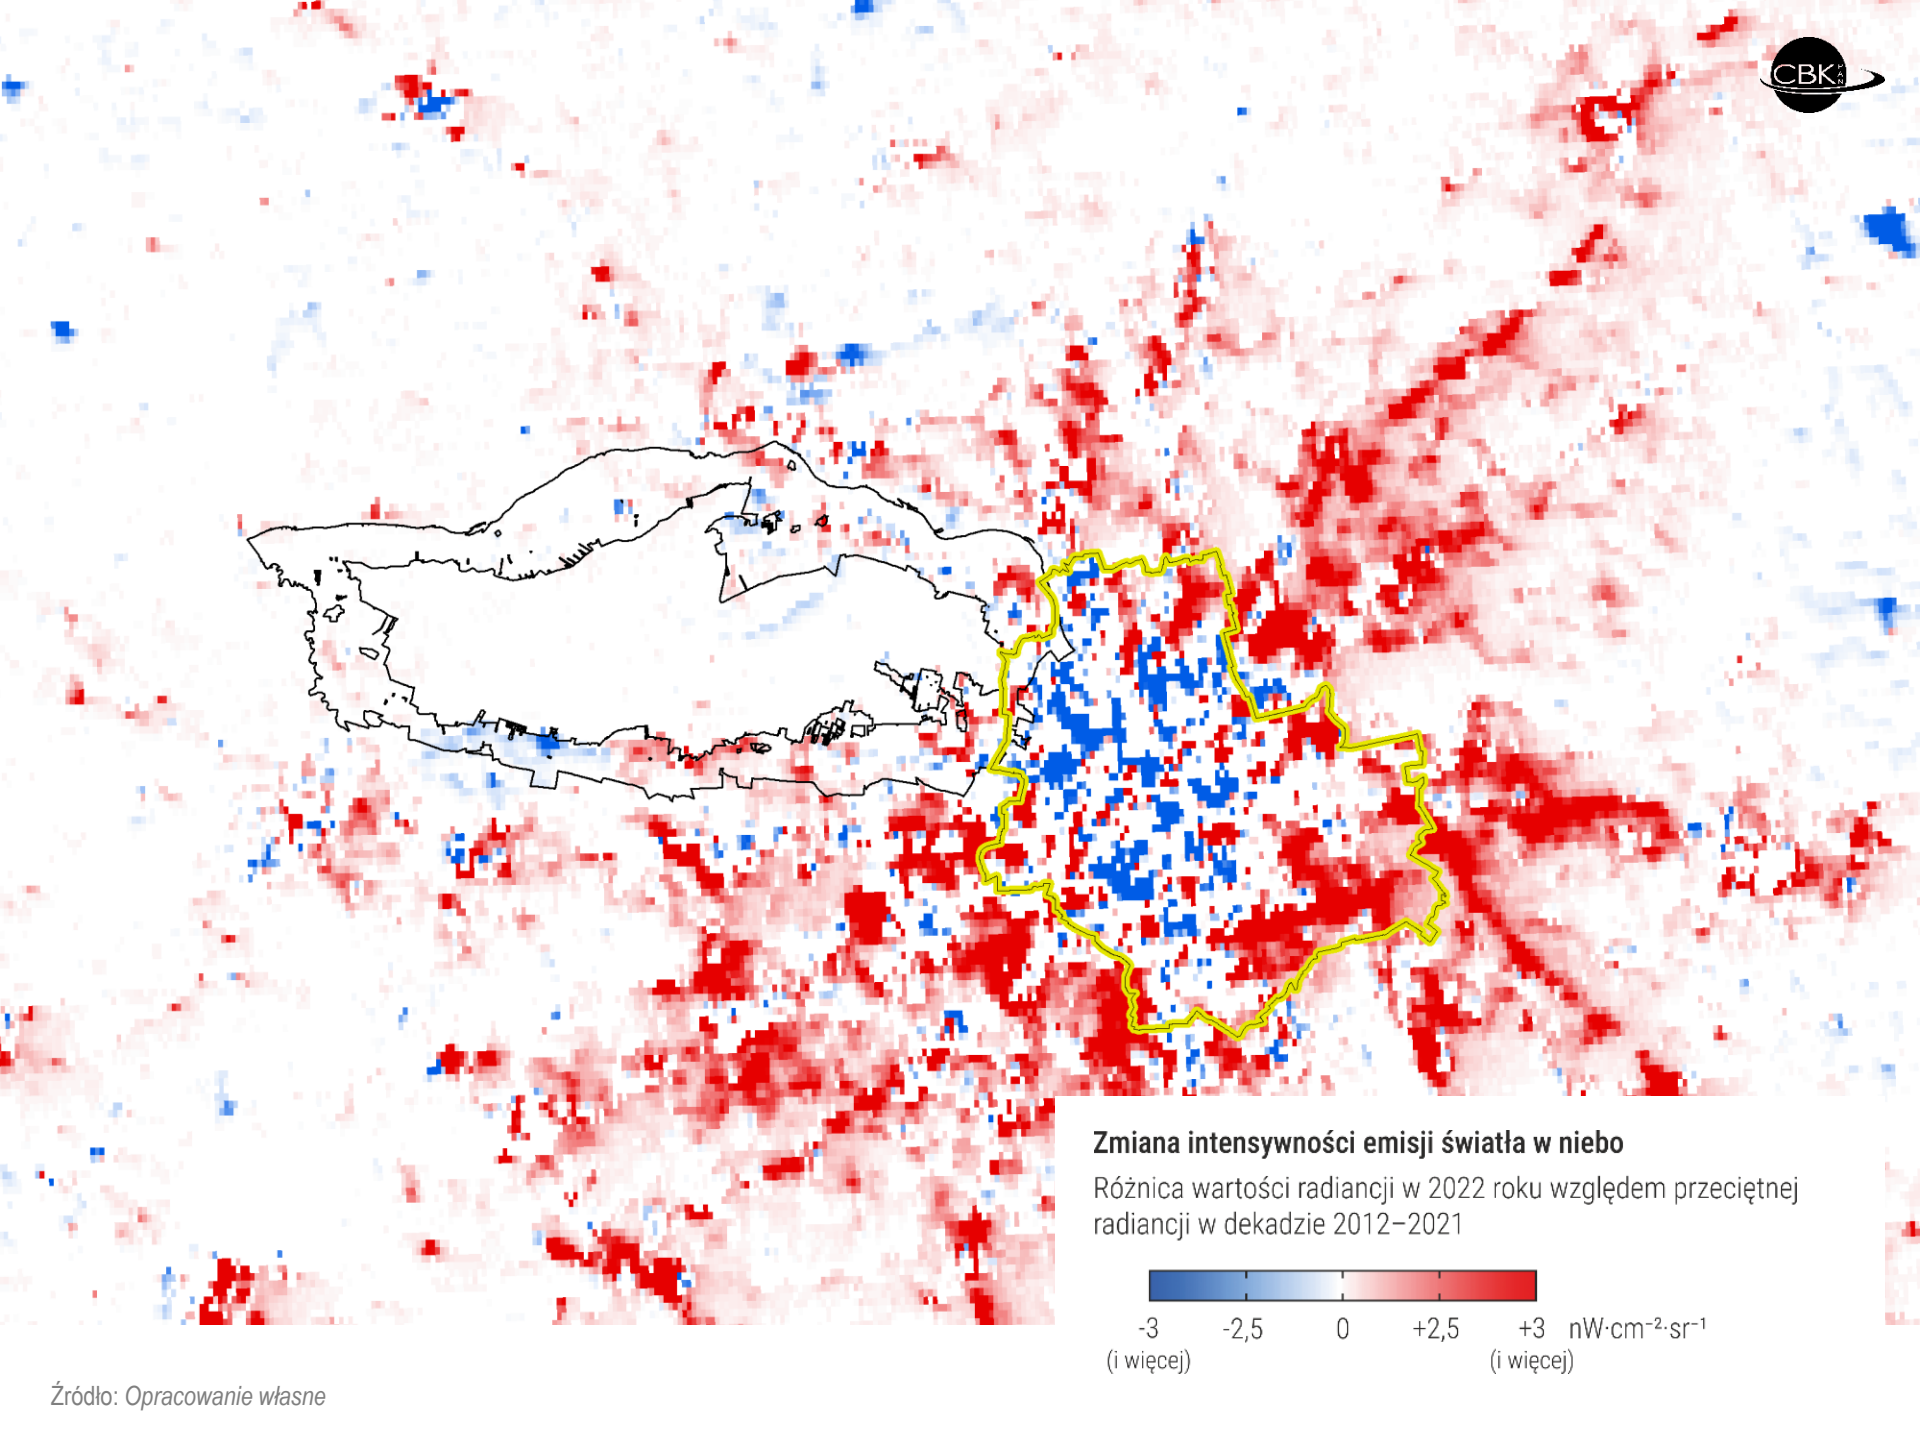 CBK PAN
Zmiana intensywności emisji światła w niebo
Różnica wartości radiancji w 2022 roku względem przeciętnej
radiancji w dekadzie 2012–2021
-3 -2,5 0 +2,5 +3 nW·cm⁻²·sr⁻¹
(i więcej) (i więcej)
Źródło: Opracowanie własne